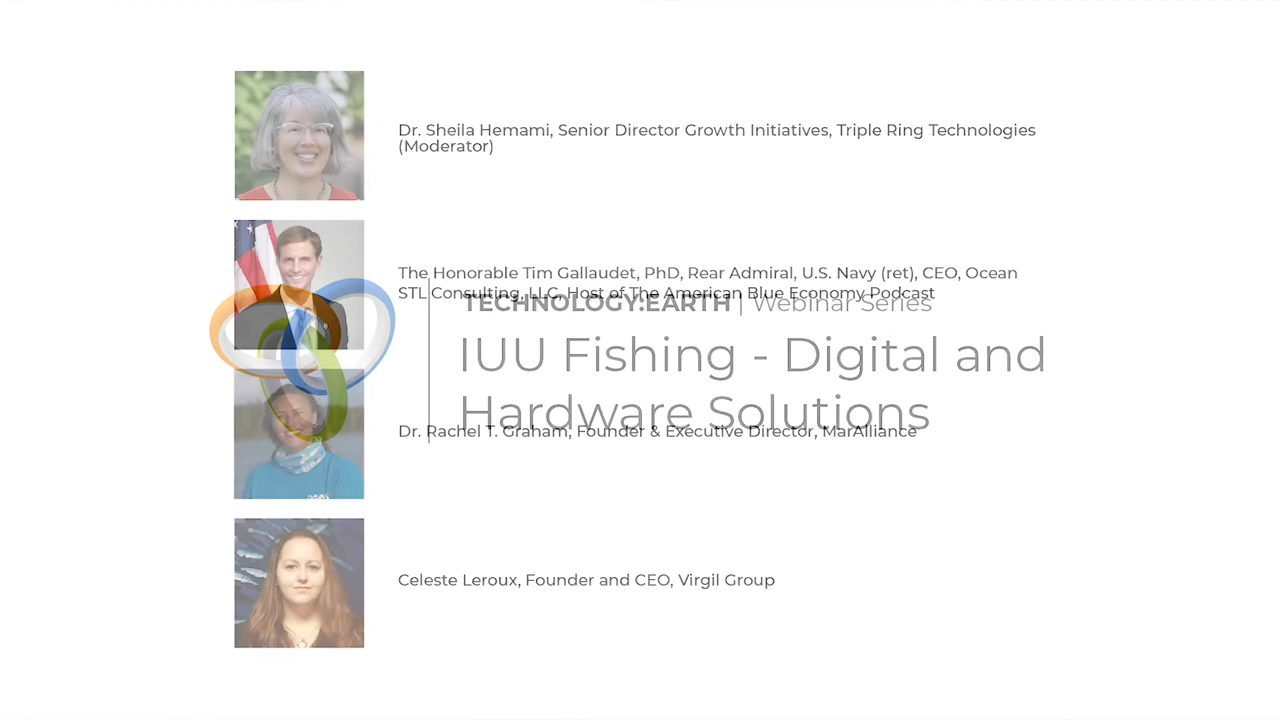 Dr. Sheila Hemami, Senior Director Growth Initiatives, Triple Ring Technologies
(Moderator)
The Honorable Tim Gallaudet, PhD, Rear Admiral, U.S. Navy (ret), CEO, Ocean
STL Consulting, LLC, Host of The American Blue Economy Podcast
TECHNOLOGY:EARTH | Webinar Series
IUU Fishing - Digital and
Hardware Solutions
Dr. Rachel T. Graham, Founder & Executive Director, MarAlliance
Celeste Leroux, Founder and CEO, Virgil Group